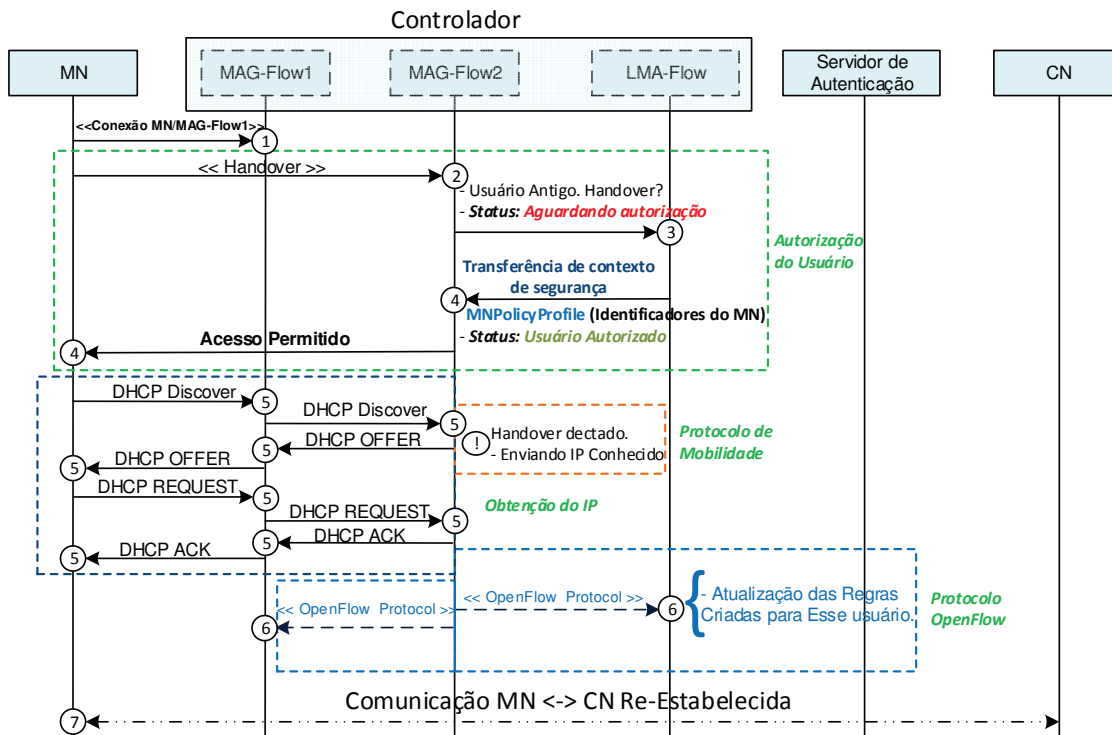 Controlador
MN
MAG-Flow1
MAG-Flow2
LMA-Flow
Servidor de
Autenticação
CN
<<Conexão MN/MAG-Flow1>>
1
<< Handover >>
2
- Usuário Antigo. Handover?
- Status: Aguardando autorização
3
Autorização
do Usuário
Transferência de contexto
de segurança
4
MNPolicyProfile (Identificadores do MN)
- Status: Usuário Autorizado
Acesso Permitido
4
DHCP Discover
5
DHCP Discover
5
!
Handover dectado.
- Enviando IP Conhecido
Protocolo de
Mobilidade
DHCP OFFER
5
DHCP OFFER
5
DHCP REQUEST
5
DHCP REQUEST
5
Obtenção do IP
DHCP ACK
5
DHCP ACK
5
<< OpenFlow Protocol >>
6
<< OpenFlow Protocol >>
6
- Atualização das Regras
Criadas para Esse usuário.
Protocolo
OpenFlow
Comunicação MN <-> CN Re-Estabelecida
7